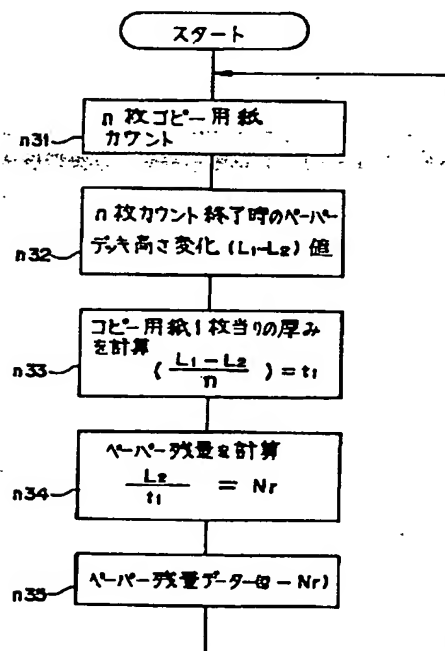 スタート
n31
n枚コピー用紙
カウント
n32
n枚カウント終了時のペーパー
デッキ高さ変化(L₁-L₂)値
n33
コピー用紙1枚当りの厚み
を計算
(L₁-L₂/n)=t₁
n34
ペーパー残量を計算
L₂/t₁ = Nr
n35
ペーパー残量データー( - Nr)